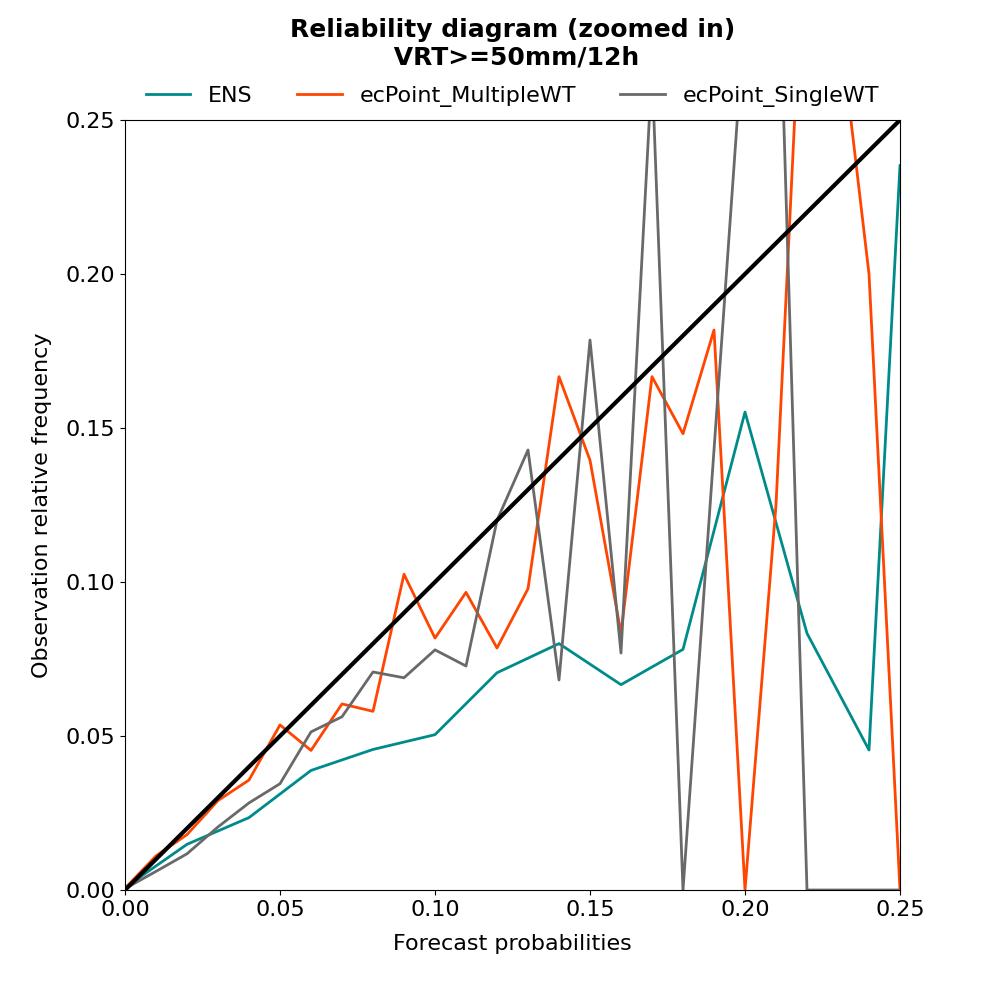 Reliability diagram (zoomed in)
VRT>=50mm/12h
ENS ecPoint_MultipleWT ecPoint_SingleWT
0.25
0.20
0.15
0.10
0.05
0.00
Observation relative frequency
0.00 0.05 0.10 0.15 0.20 0.25
Forecast probabilities